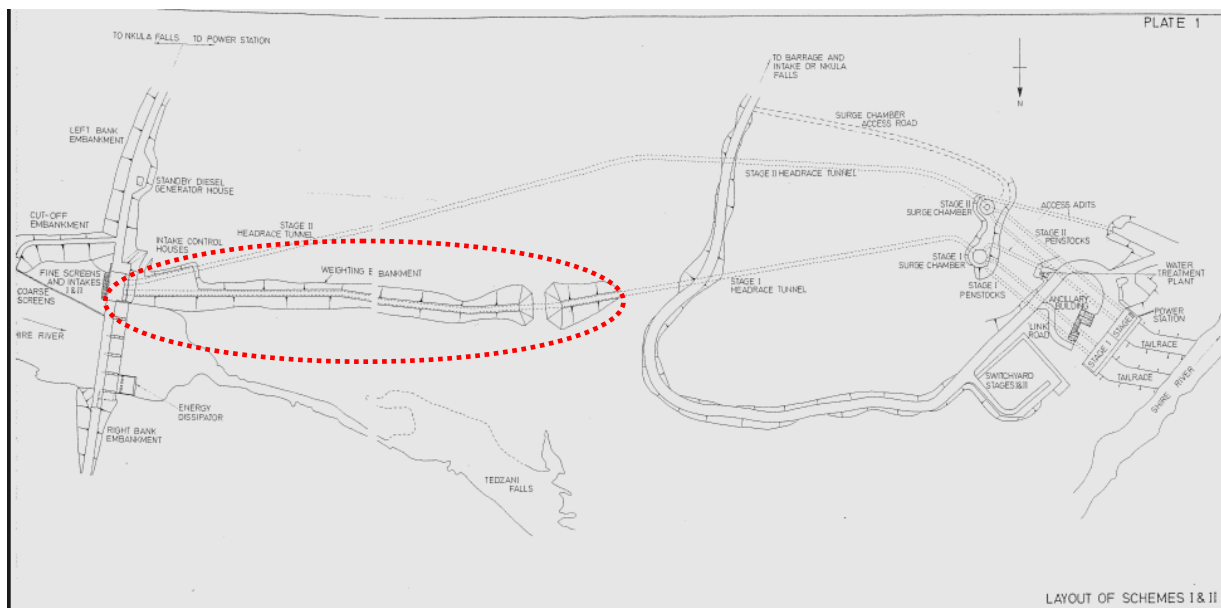 PLATE 1
TO NKULA FALLS
TO POWER STATION
TO BARRAGE AND
INTAKE OR NKULA
FALLS
N
SURGE CHAMBER
ACCESS ROAD
LEFT BANK
EMBANKMENT
STANDBY DIESEL
GENERATOR HOUSE
STAGE II HEADRACE TUNNEL
STAGE II
SURGE CHAMBER
ACCESS ADITS
CUT-OFF
EMBANKMENT
STAGE II
HEADRACE TUNNEL
INTAKE CONTROL
HOUSES
STAGE II
PENSTOCKS
STAGE I
SURGE CHAMBER
WEIGHTING E BANKMENT
FINE SCREENS
AND INTAKES
I & II
COARSE
SCREENS
STAGE I
HEADRACE TUNNEL
STAGE I
PENSTOCKS
WATER
TREATMENT
PLANT
ANCILLARY
BUILDING
POWER
STATION
HIRE RIVER
LINK
ROAD
STAGE I
STAGE
TAILRACE
TAILRACE
SWITCHYARD
STAGES I&II
SHIRE RIVER
ENERGY
DISSIPATOR
RIGHT BANK
EMBANKMENT
TEDZANI
FALLS
LAYOUT OF SCHEMES I & II